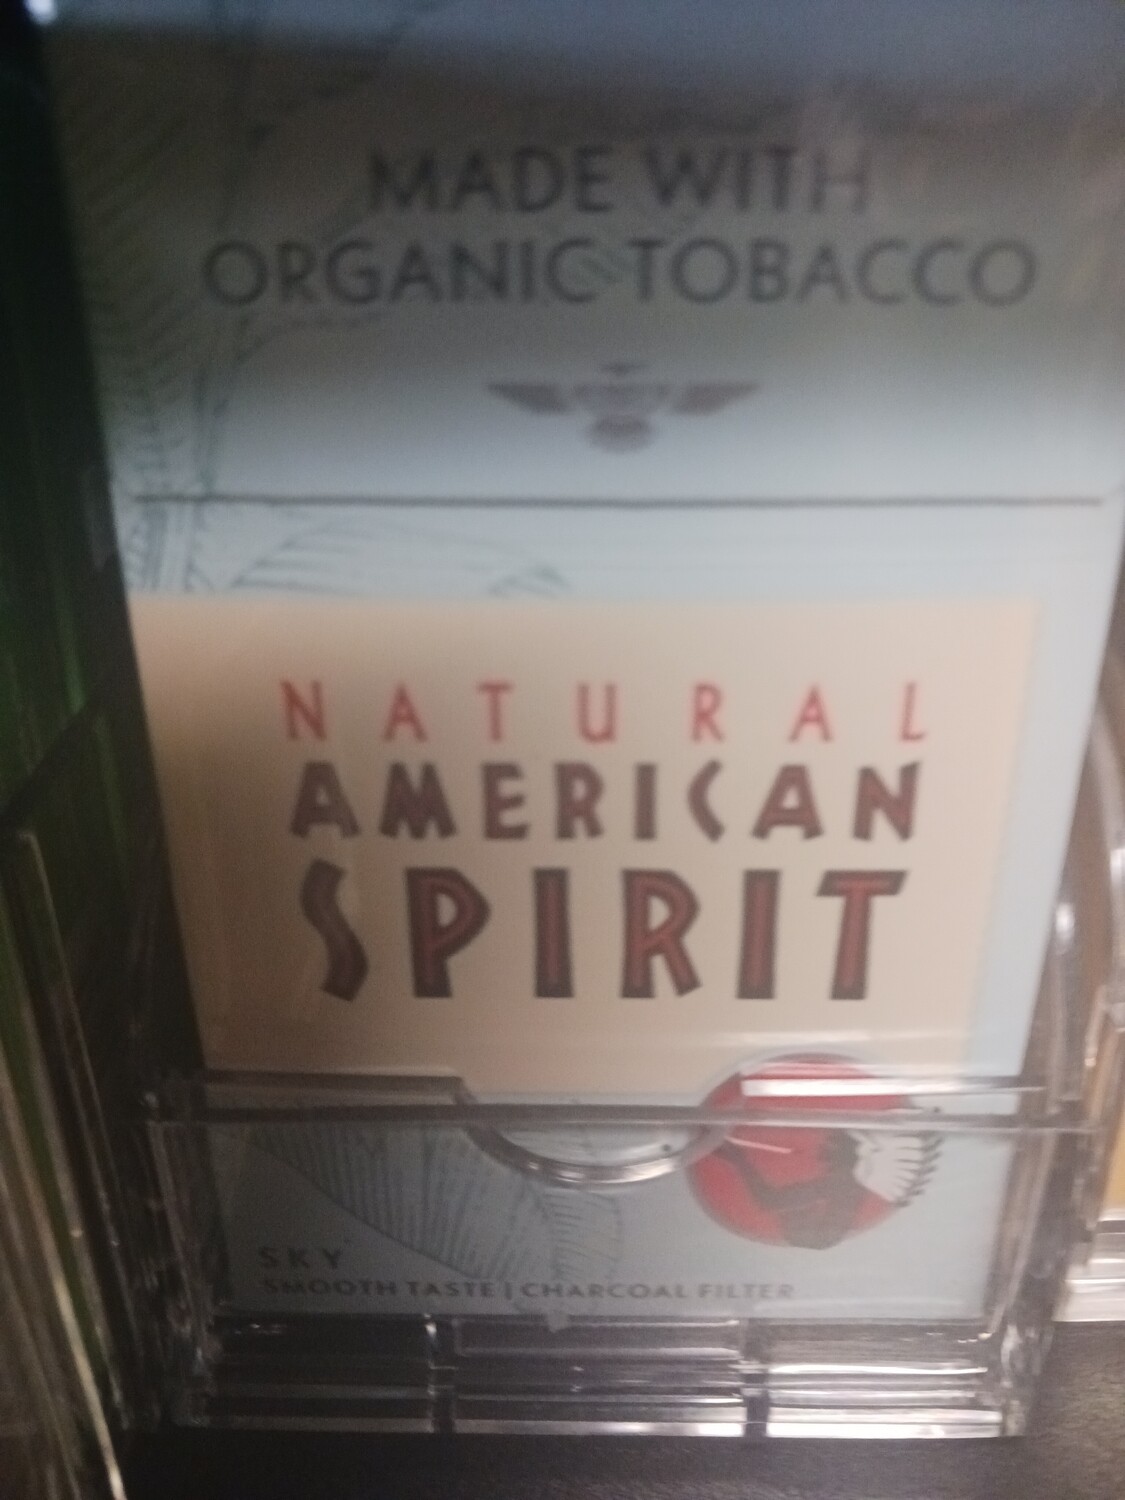 MADE WITH
ORGANIC TOBACCO
NATURAL
AMERICAN
SPIRIT
SKY
SMOOTH TASTE | CHARCOAL FILTER